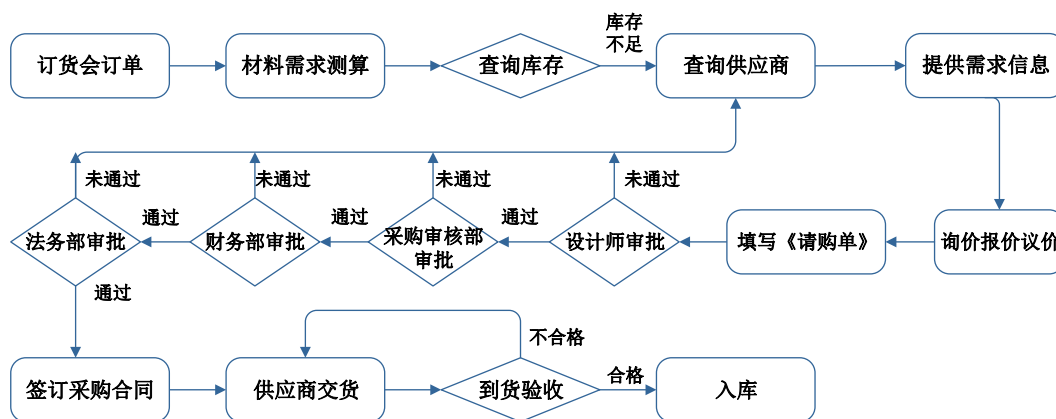 订货会订单
材料需求测算
查询库存
库存
不足
查询供应商
提供需求信息
未通过
未通过
未通过
未通过
法务部审批
通过
财务部审批
通过
采购审核部
审批
通过
设计师审批
填写《请购单》
询价报价议价
通过
不合格
签订采购合同
供应商交货
到货验收
合格
入库